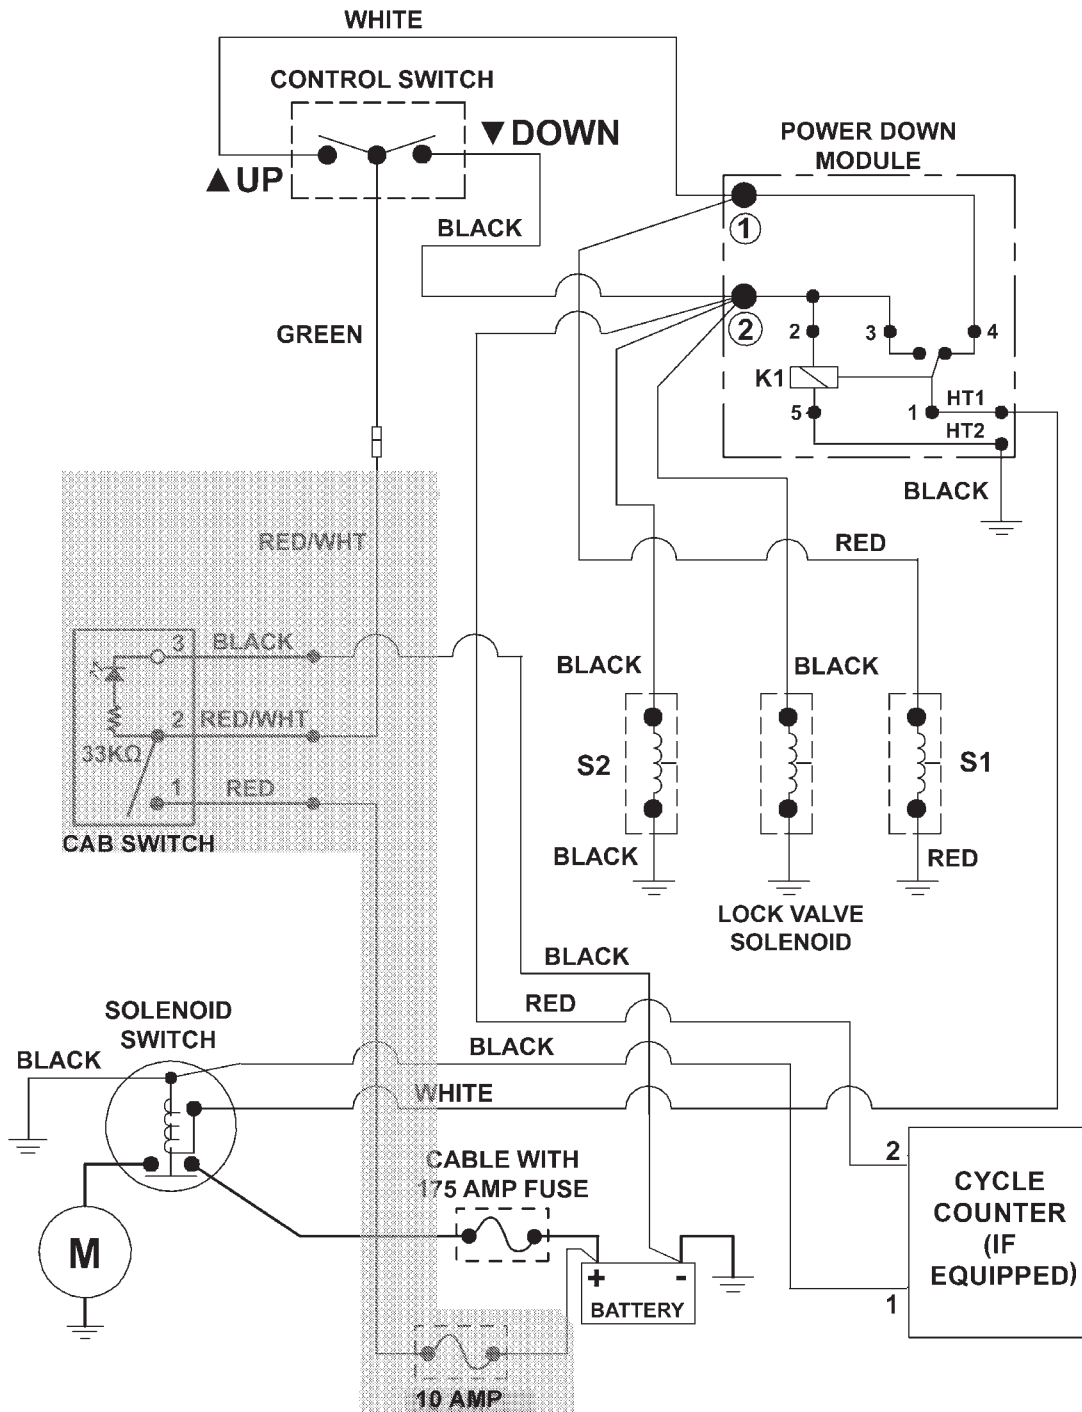 WHITE
CONTROL SWITCH
▼DOWN
▲UP
POWER DOWN
MODULE
BLACK
1
GREEN
2
2
3
4
K1
5
1
HT1
HT2
BLACK
RED/WHT
RED
3
BLACK
2
RED/WHT
33KΩ
1
RED
CAB SWITCH
BLACK
BLACK
S2
S1
BLACK
RED
LOCK VALVE
SOLENOID
BLACK
RED
SOLENOID
SWITCH
BLACK
BLACK
WHITE
CABLE WITH
175 AMP FUSE
2
CYCLE
COUNTER
(IF
EQUIPPED)
1
M
+
-
BATTERY
10 AMP